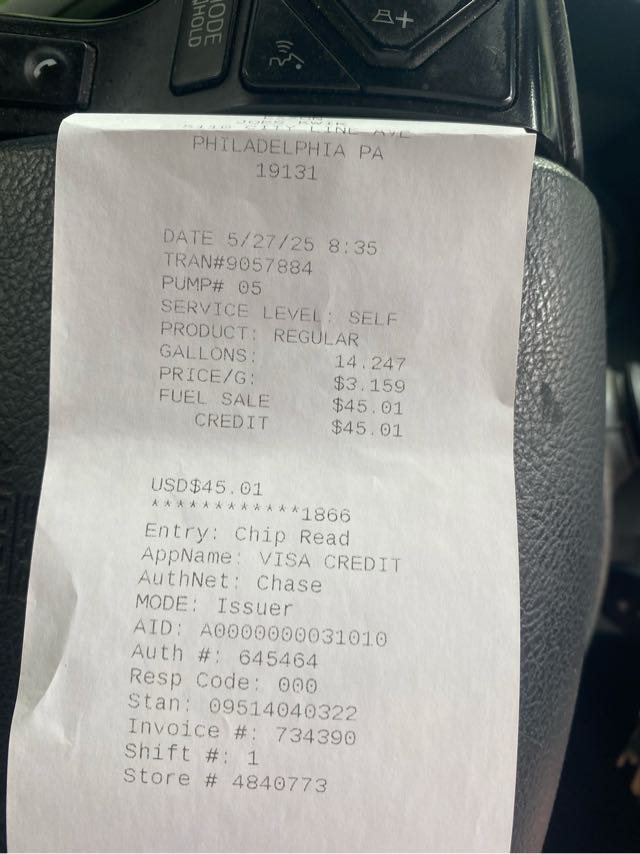 MODE
HOLD
PHILADELPHIA PA
19131
DATE 5/27/25 8:35
TRAN#9057884
PUMP# 05
SERVICE LEVEL: SELF
PRODUCT: REGULAR
GALLONS: 14.247
PRICE/G: $3.159
FUEL SALE $45.01
CREDIT $45.01
USD$45.01
************1866
Entry: Chip Read
AppName: VISA CREDIT
AuthNet: Chase
MODE: Issuer
AID: A0000000031010
Auth #: 645464
Resp Code: 000
Stan: 09514040322
Invoice #: 734390
Shift #: 1
Store # 4840773